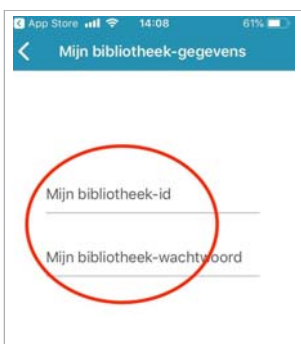 App Store 14:08 61%
Mijn bibliotheek-gegevens
Mijn bibliotheek-id
Mijn bibliotheek-wachtwoord